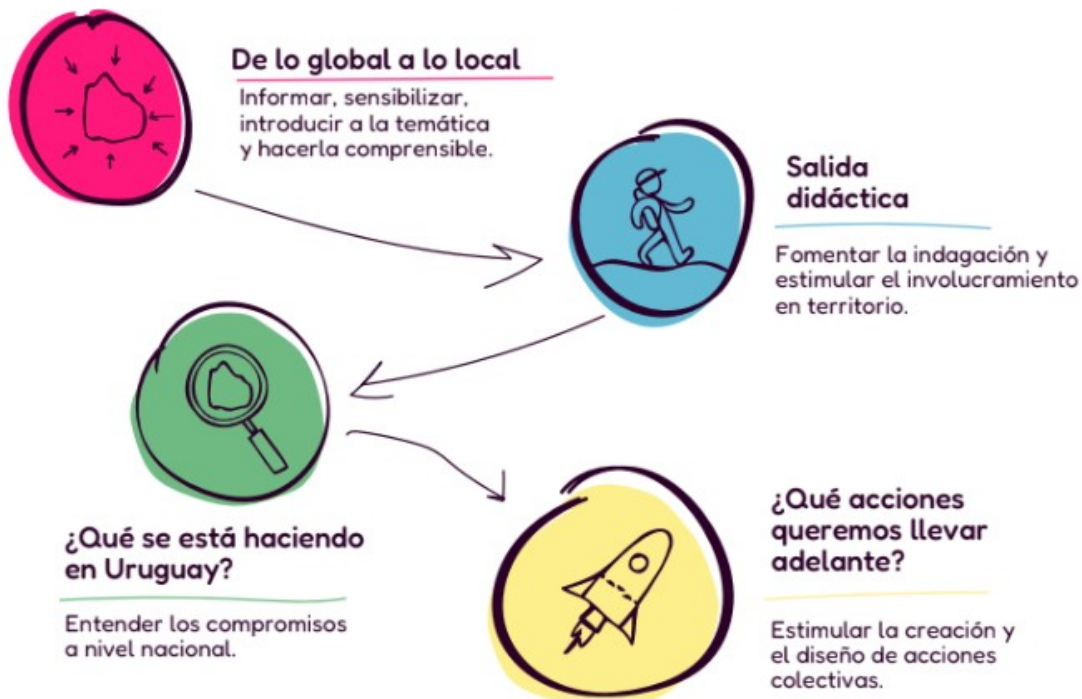 De lo global a lo local
Informar, sensibilizar,
introducir a la temática
y hacerla comprensible.
Salida
didáctica
Fomentar la indagación y
estimular el involucramiento
en territorio.
¿Qué se está haciendo
en Uruguay?
Entender los compromisos
a nivel nacional.
¿Qué acciones
queremos llevar
adelante?
Estimular la creación y
el diseño de acciones
colectivas.